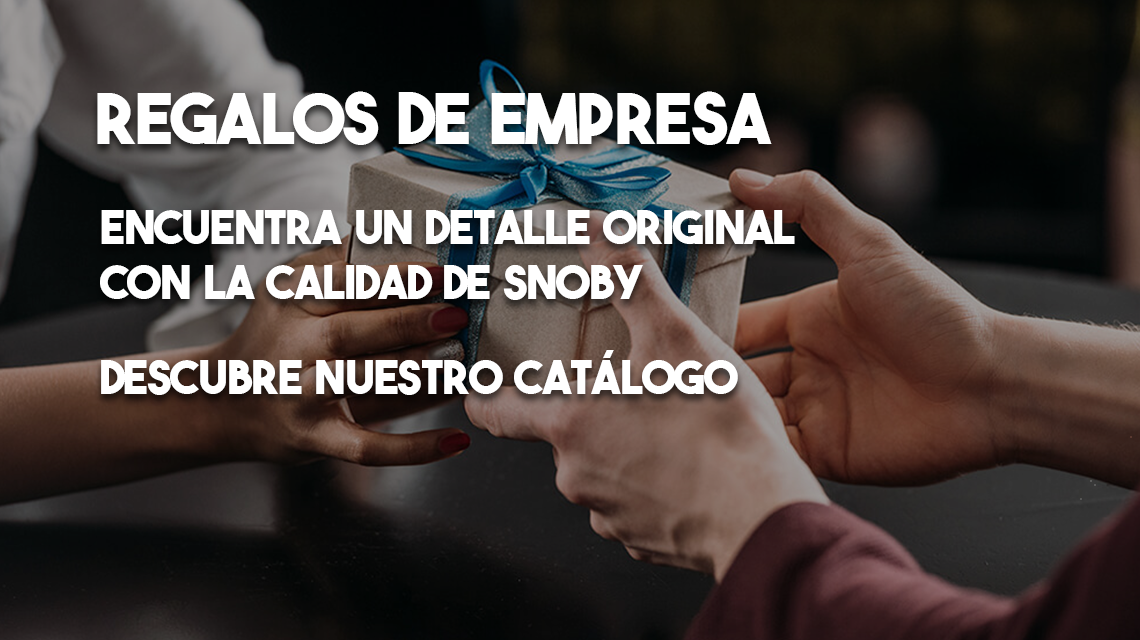 REGALOS DE EMPRESA
ENCUENTRA UN DETALLE ORIGINAL
CON LA CALIDAD DE SNOBY
DESCUBRE NUESTRO CATÁLOGO